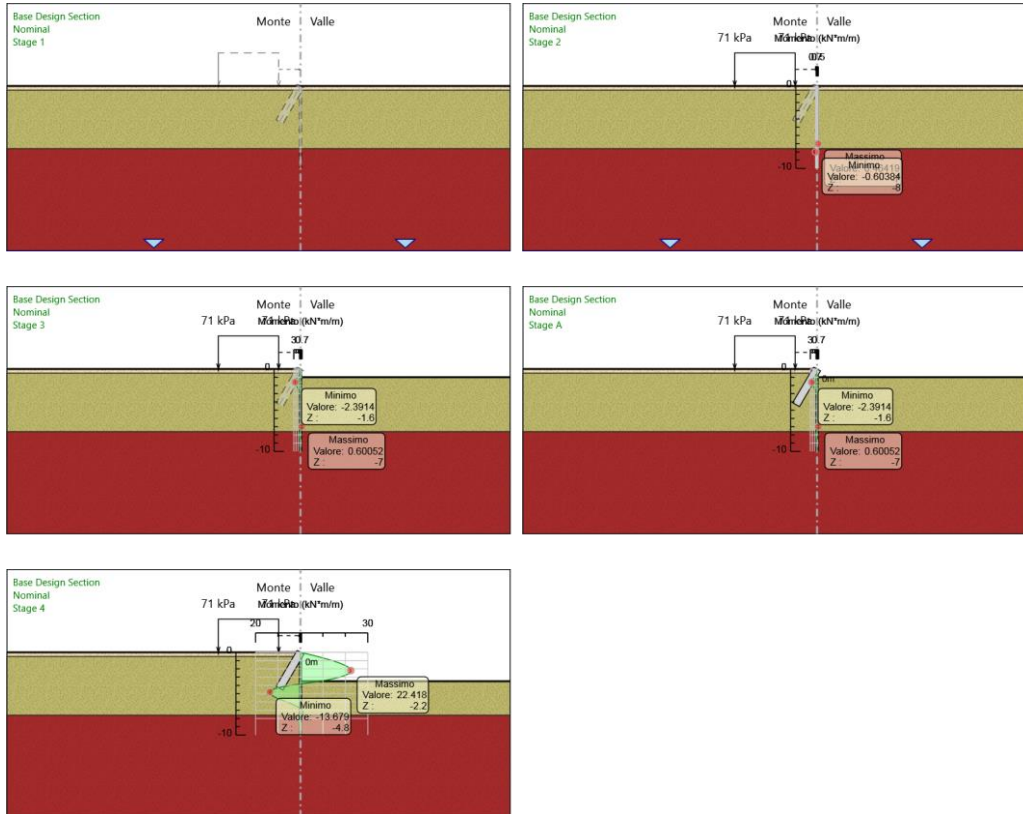 Base Design Section
Nominal
Stage 1
Monte Valle
Base Design Section
Nominal
Stage 2
Monte Valle
71 kPa
(kN*m/m)
0
-10
Massimo
Minimo
Valore: -0.60384
Z : -8
Base Design Section
Nominal
Stage 3
Monte Valle
71 kPa
(kN*m/m)
0
Minimo
Valore: -2.3914
Z : -1.6
Massimo
Valore: 0.60052
Z : -7
-10
Base Design Section
Nominal
Stage A
Monte Valle
71 kPa
(kN*m/m)
0
0m
Minimo
Valore: -2.3914
Z : -1.6
Massimo
Valore: 0.60052
Z : -7
-10
Base Design Section
Nominal
Stage 4
Monte Valle
71 kPa
(kN*m/m)
20 30
0
0m
Massimo
Valore: 22.418
Z : -2.2
Minimo
Valore: -13.679
Z : -4.8
-10